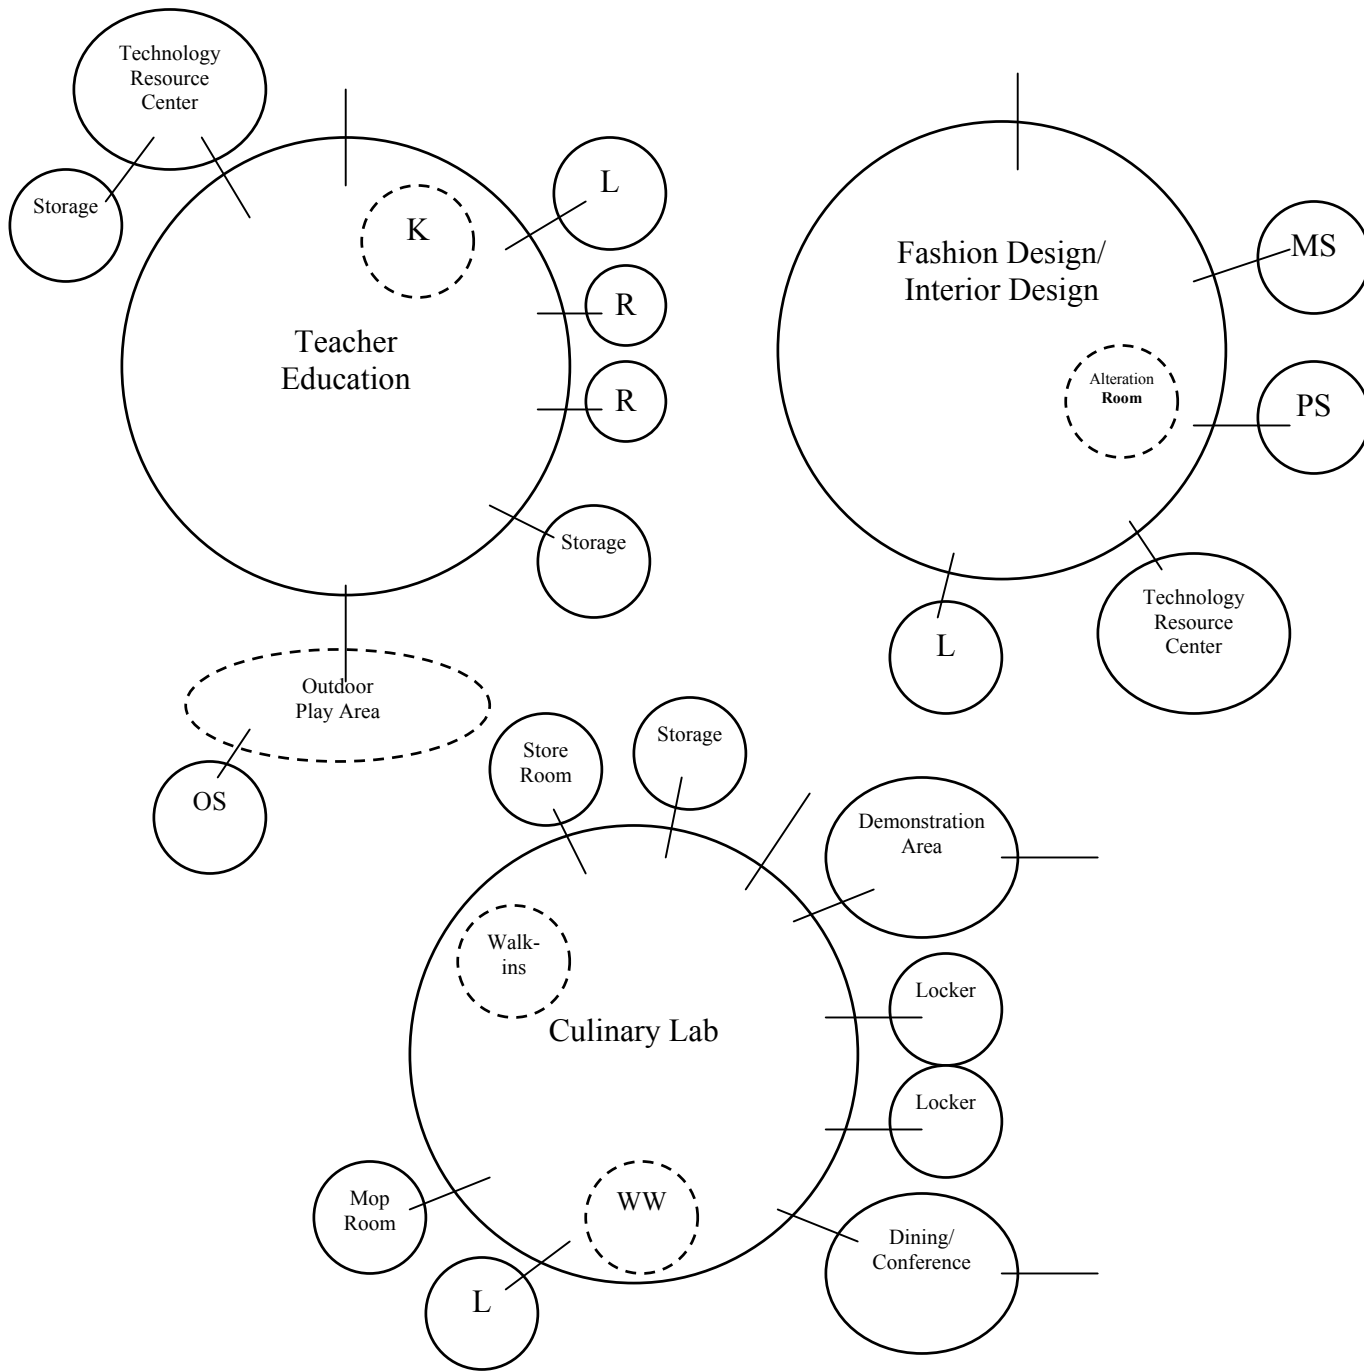 Technology
Resource
Center
Storage
K
L
R
R
Teacher
Education
Storage
Outdoor
Play Area
OS
Fashion Design/
Interior Design
MS
Alteration
Room
PS
Technology
Resource
Center
L
Store
Room
Storage
Demonstration
Area
Walk-
ins
Locker
Culinary Lab
Locker
Mop
Room
WW
Dining/
Conference
L